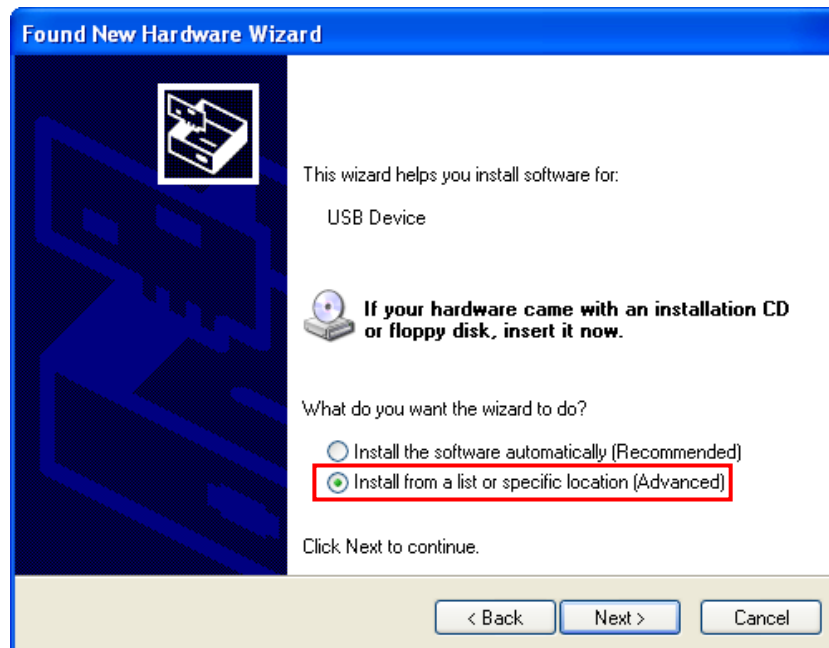 Found New Hardware Wizard
This wizard helps you install software for:
USB Device
If your hardware came with an installation CD
or floppy disk, insert it now.
What do you want the wizard to do?
Install the software automatically (Recommended)
Install from a list or specific location (Advanced)
Click Next to continue.
< Back Next > Cancel